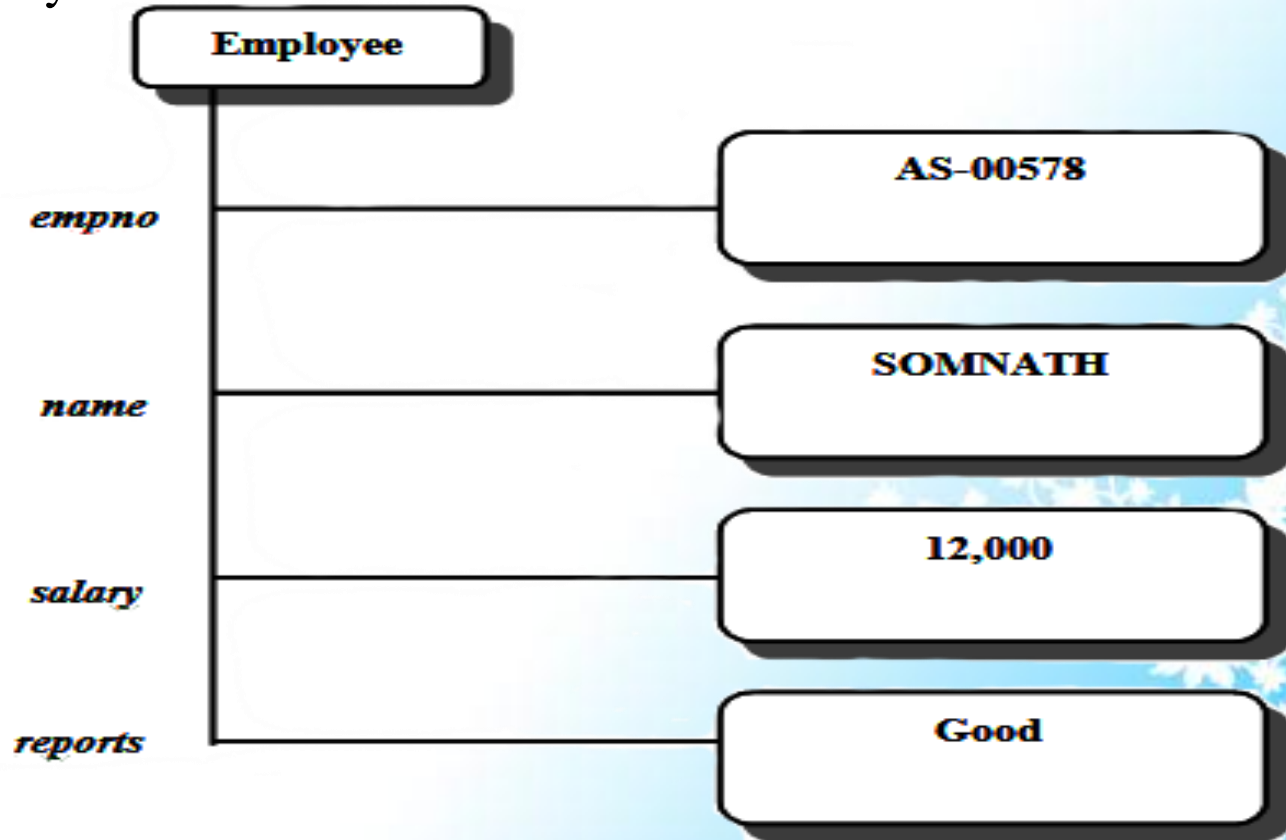 Employee
AS-00578
empno
SOMNATH
name
12,000
salary
Good
reports